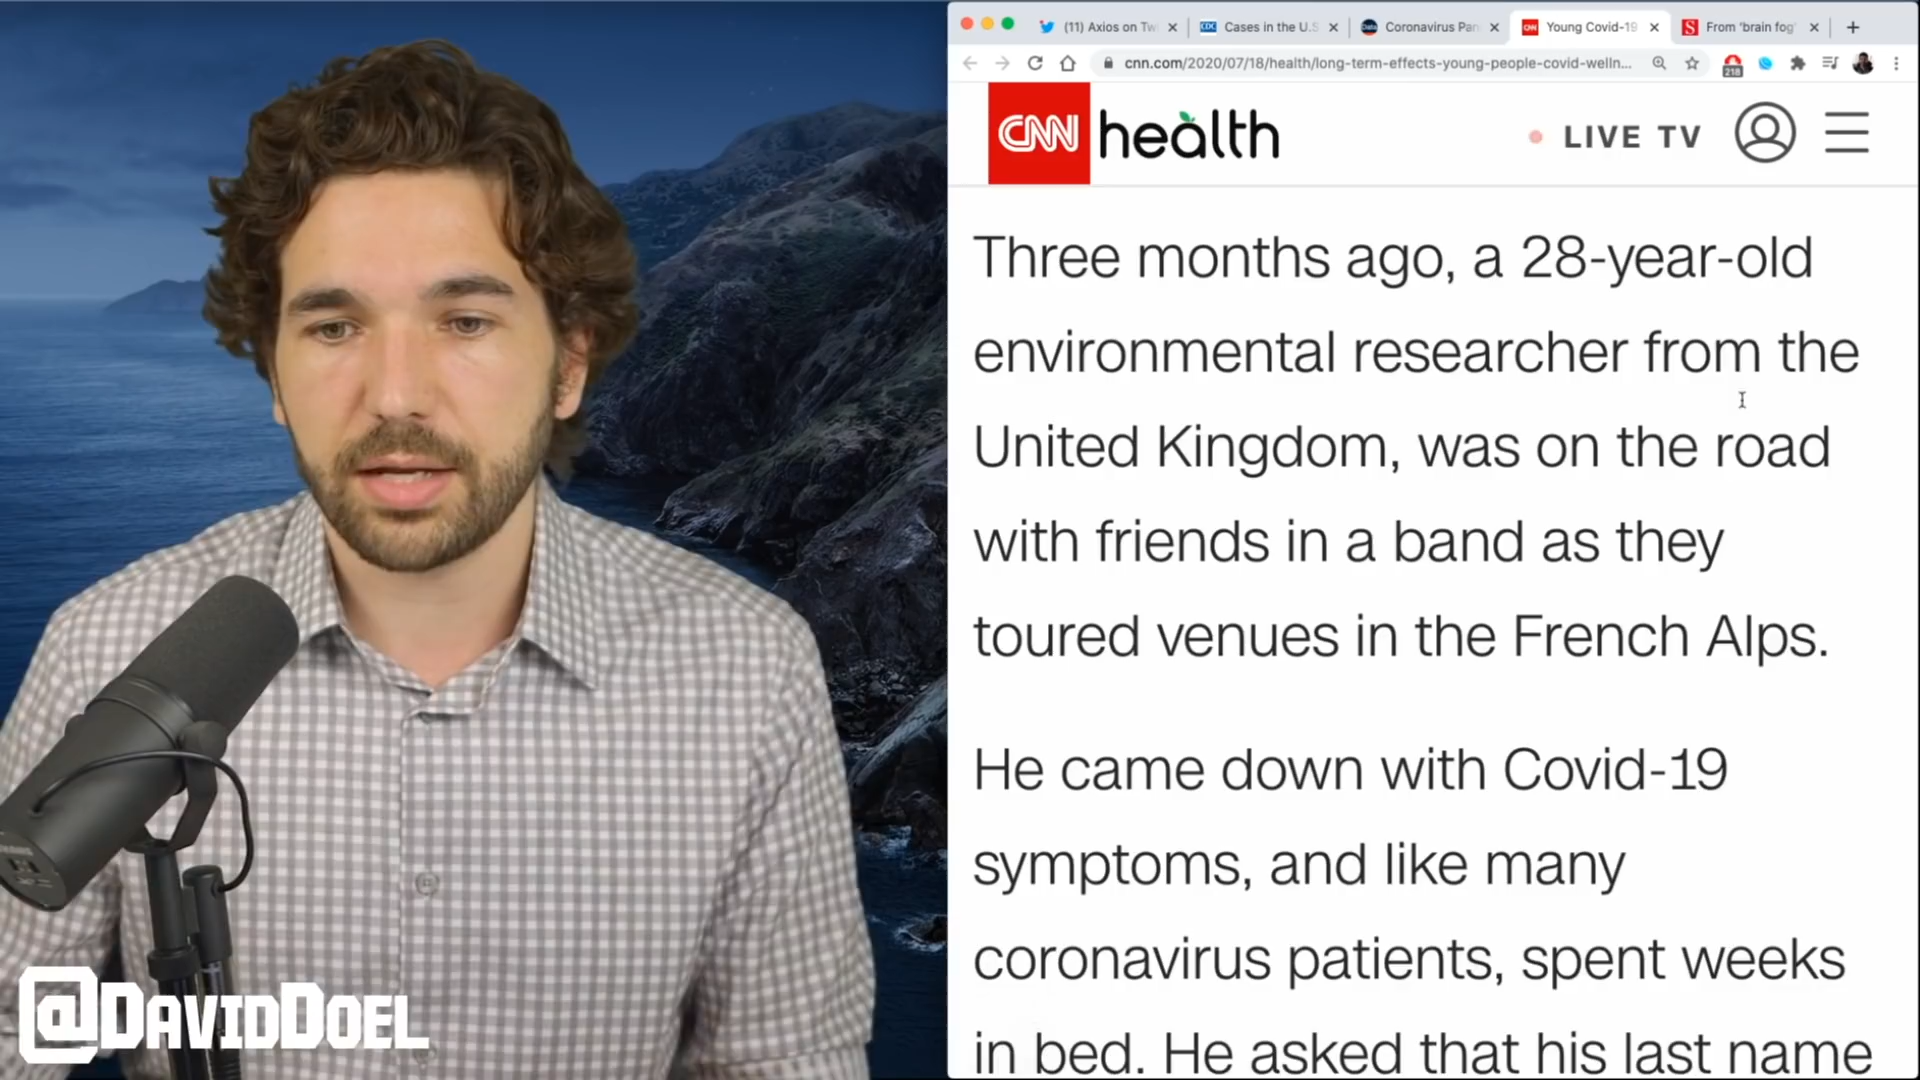 (11) Axios on Tw
Cases in the U.S
Coronavirus Pan
Young Covid-19
From 'brain fog'
cnn.com/2020/07/18/health/long-term-effects-young-people-covid-welln...
218
CNN health
LIVE TV
Three months ago, a 28-year-old
environmental researcher from the
United Kingdom, was on the road
with friends in a band as they
toured venues in the French Alps.
He came down with Covid-19
symptoms, and like many
coronavirus patients, spent weeks
in bed. He asked that his last name
@DAVIDDOEL